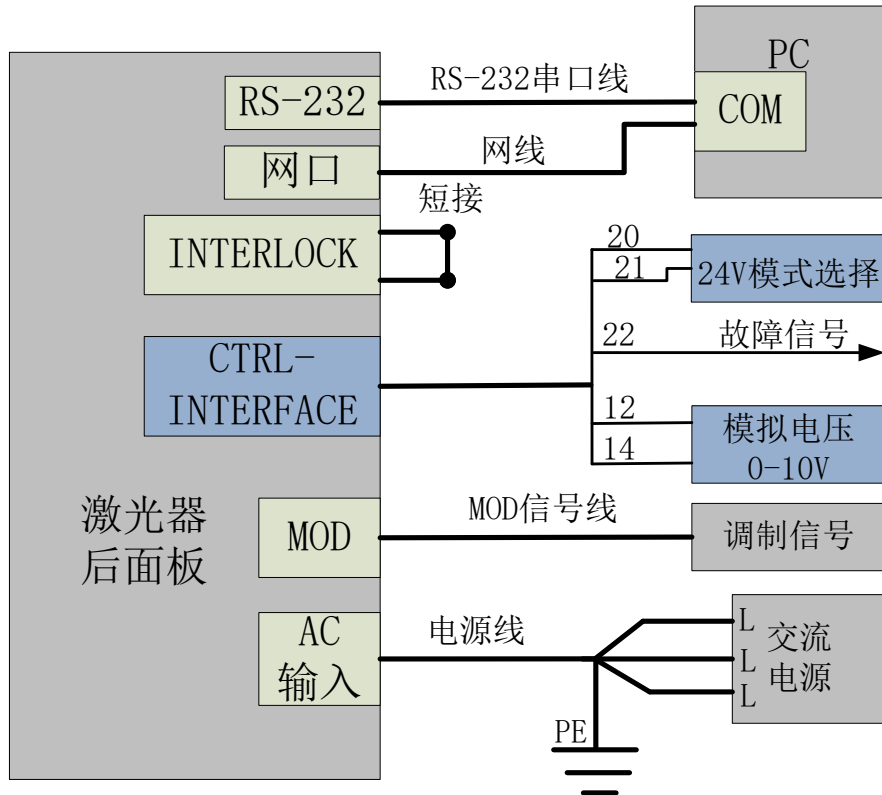 PC
RS-232
RS-232串口线
COM
网口
网线
短接
INTERLOCK
20
21
24V模式选择
22
故障信号
CTRL-
INTERFACE
12
14
模拟电压
0-10V
激光器
后面板
MOD
MOD信号线
调制信号
AC
输入
电源线
L
L
L
交流
电源
PE